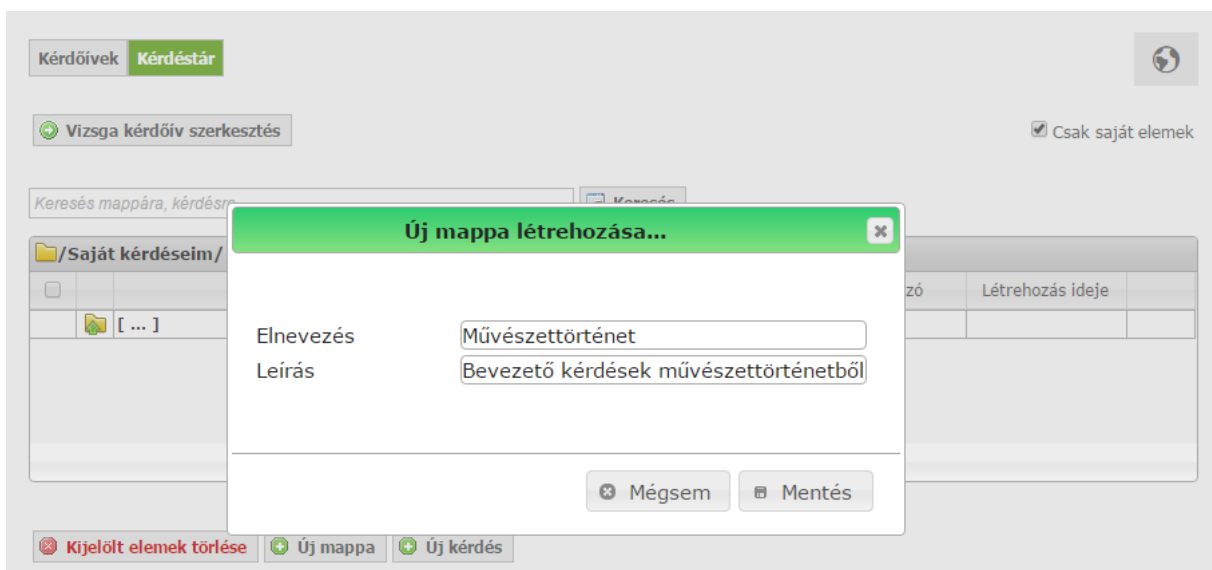 Kérdőívek Kérdéstár
Vizsga kérdőív szerkesztés
Csak saját elemek
Keresés mappára, kérdésre
Keresés
Új mappa létrehozása...
/Saját kérdéseim/
Létrehozás ideje
[ ... ]
Elnevezés Művészettörténet
Leírás Bevezető kérdések művészettörténetből
Mégsem Mentés
Kijelölt elemek törlése Új mappa Új kérdés